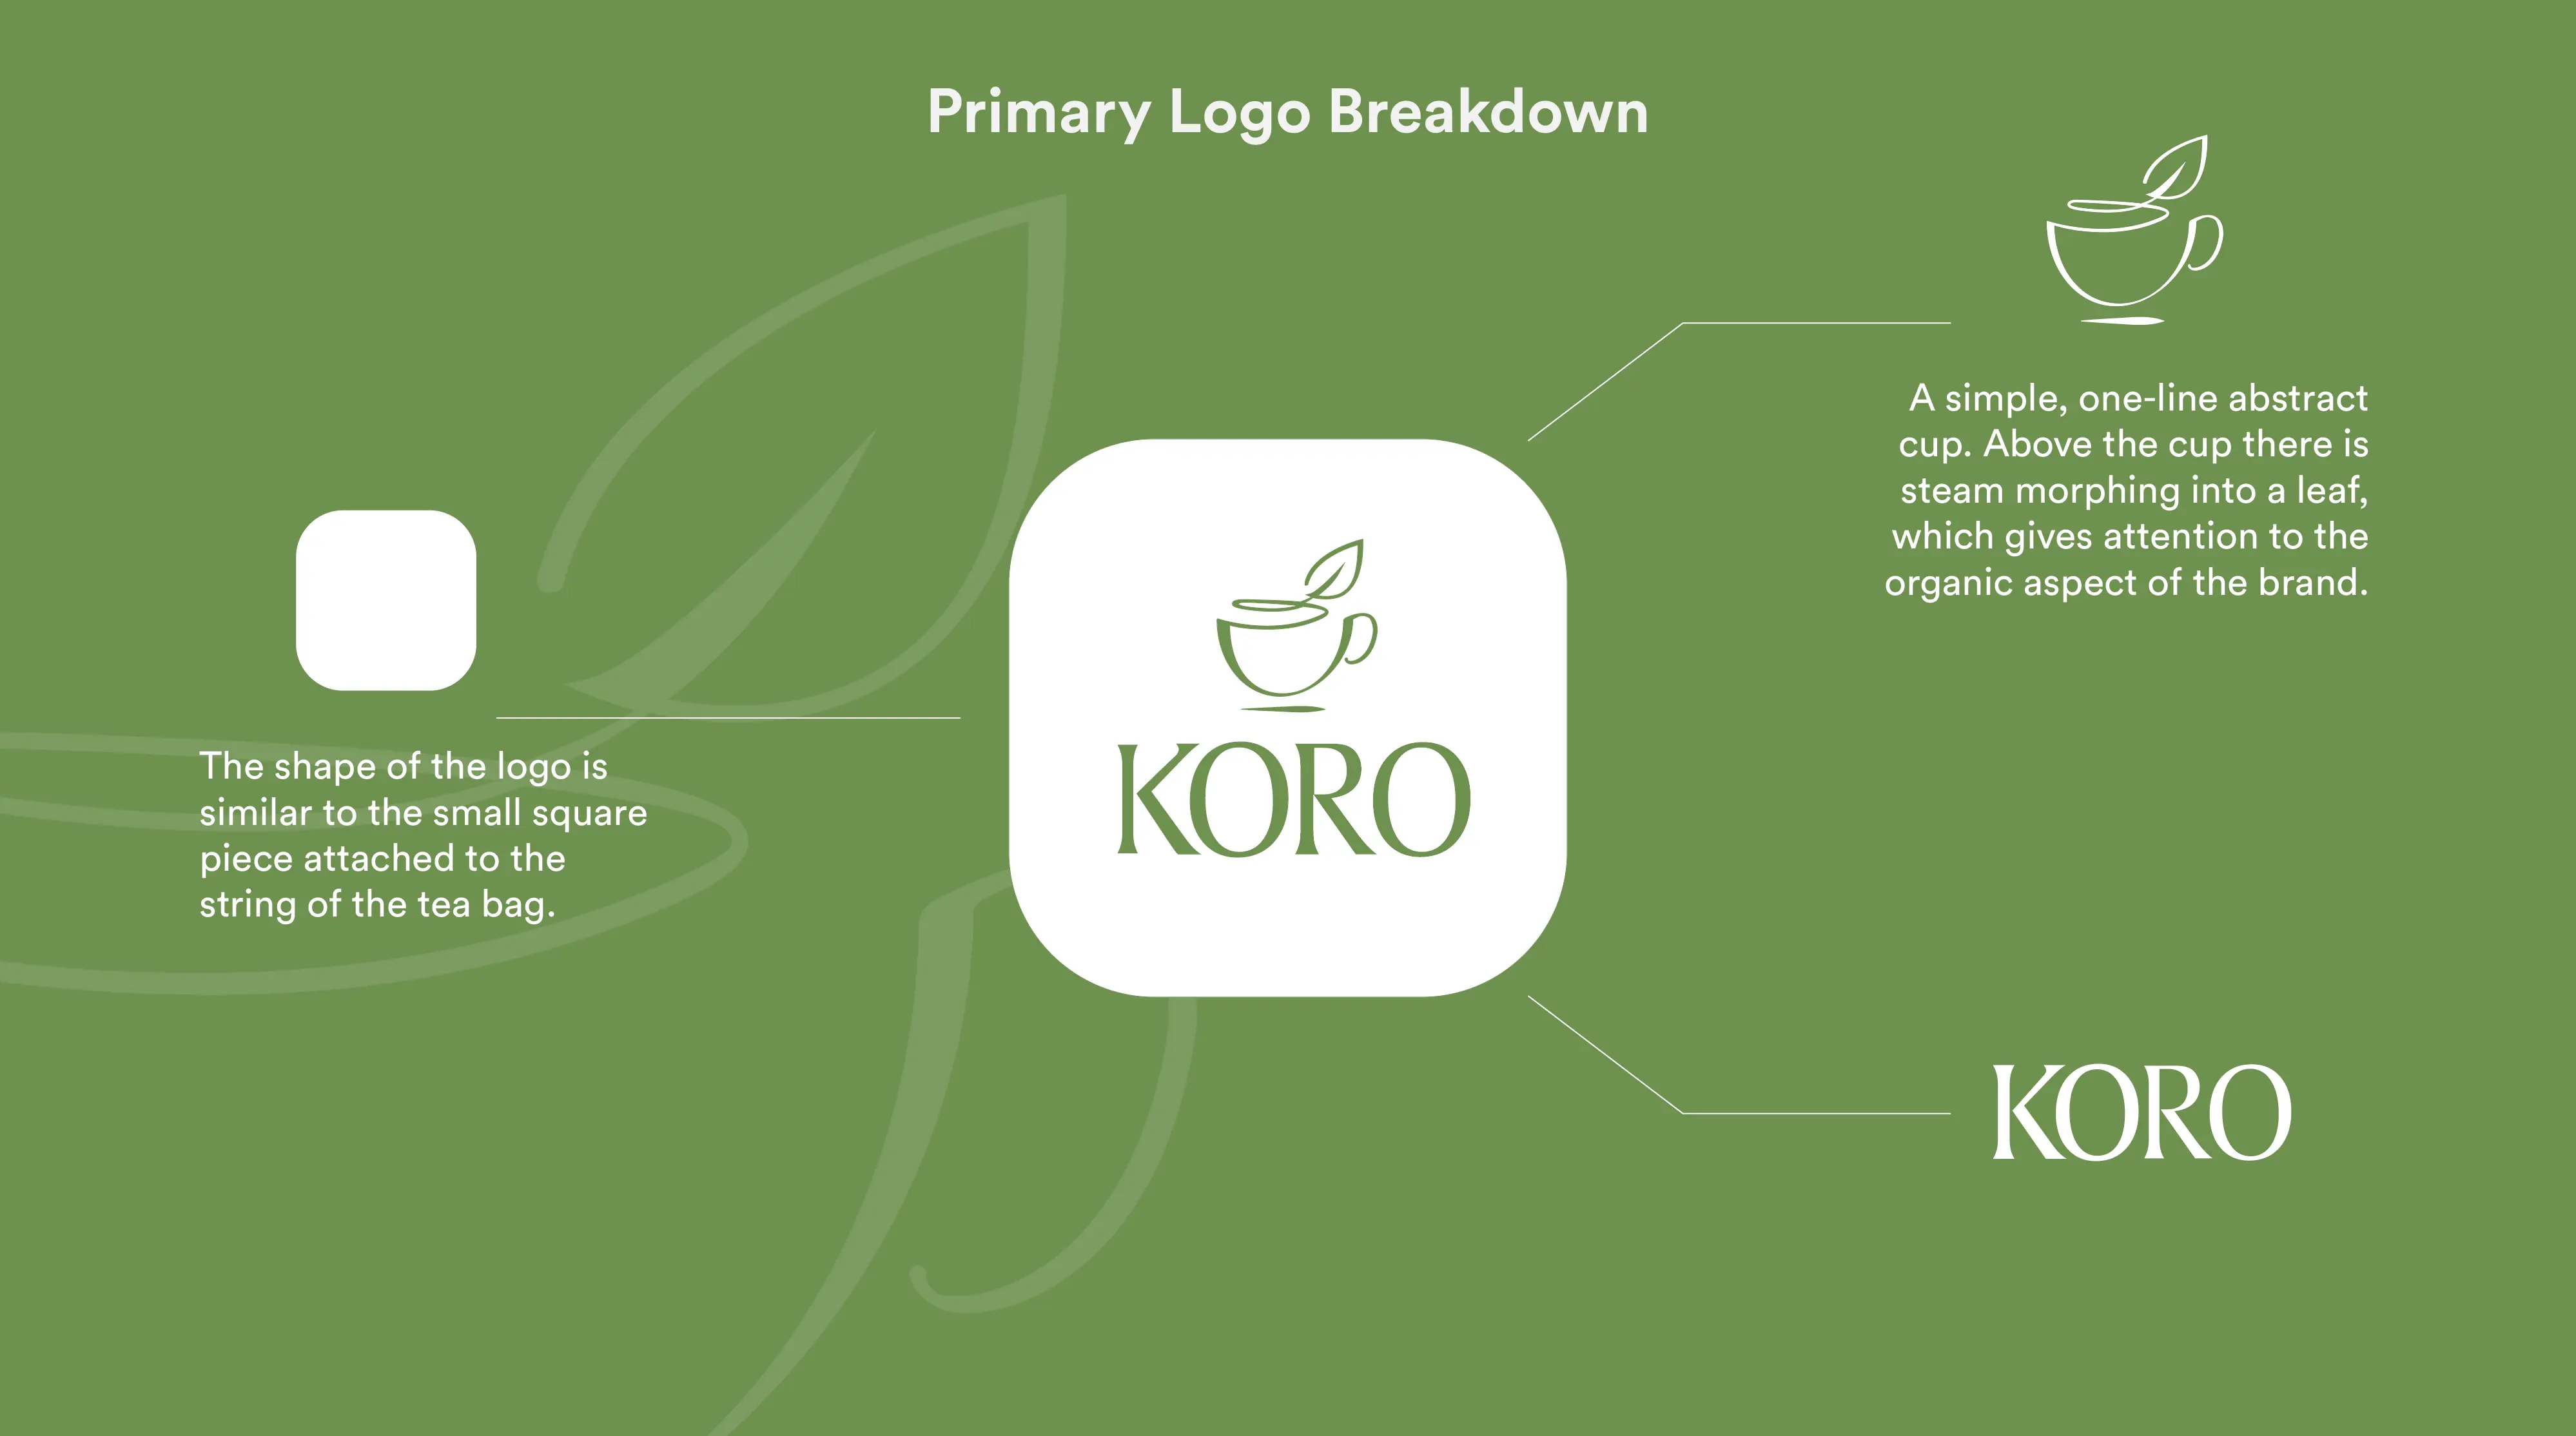 Primary Logo Breakdown
A simple, one-line abstract
cup. Above the cup there is
steam morphing into a leaf,
which gives attention to the
organic aspect of the brand.
The shape of the logo is
similar to the small square
piece attached to the
string of the tea bag.
KORO
KORO